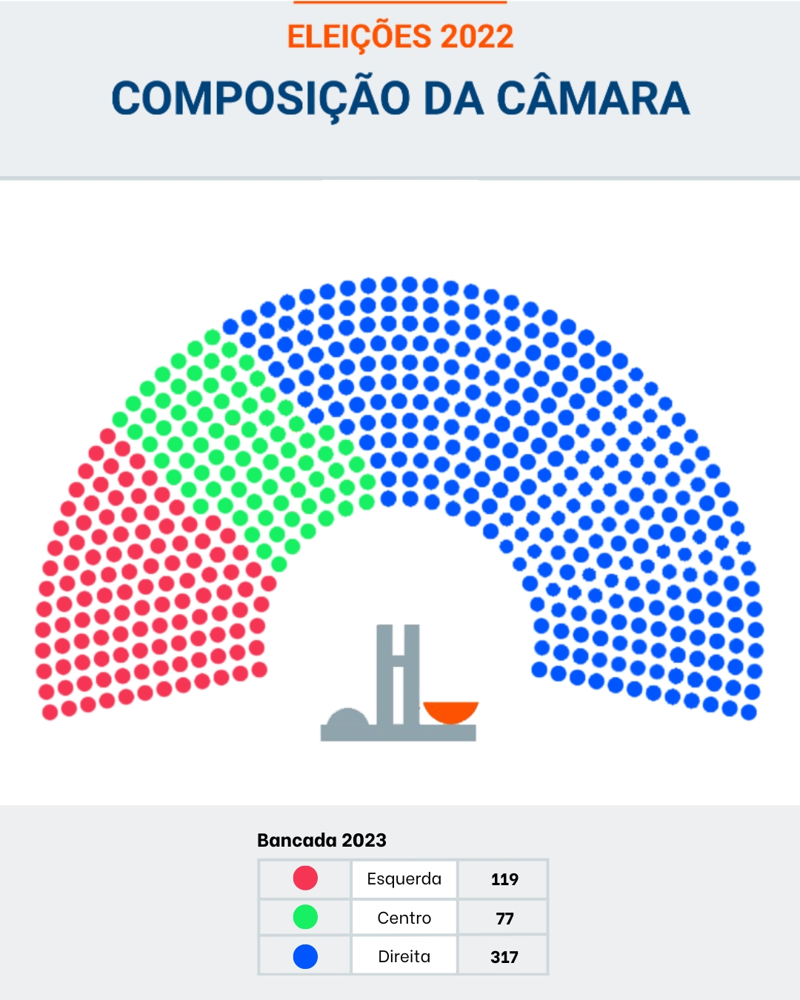 ELEIÇÕES 2022
COMPOSIÇÃO DA CÂMARA
Bancada 2023
Esquerda 119
Centro 77
Direita 317